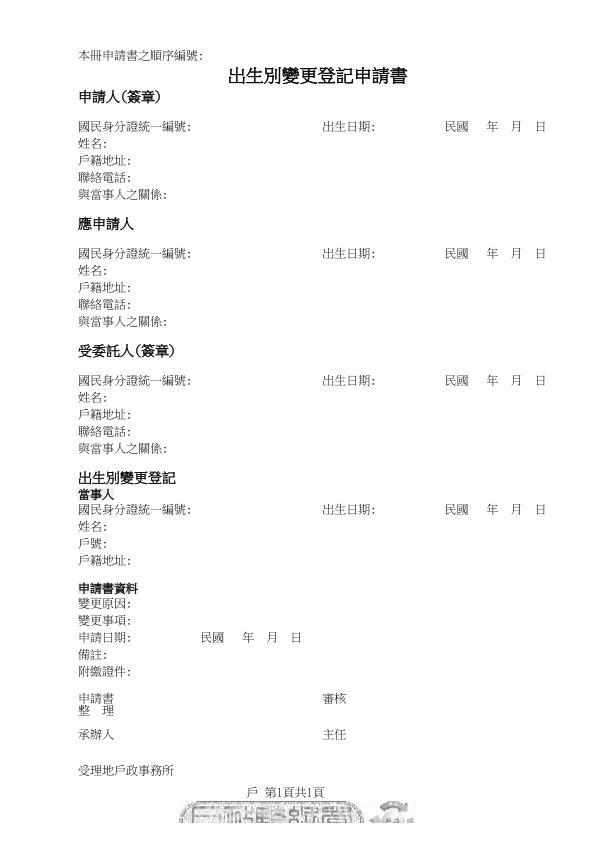 本冊申請書之順序編號:
出生別變更登記申請書
申請人(簽章)
國民身分證統一編號: 出生日期: 民國 年 月 日
姓名:
戶籍地址:
聯絡電話:
與當事人之關係:
應申請人
國民身分證統一編號: 出生日期: 民國 年 月 日
姓名:
戶籍地址:
聯絡電話:
與當事人之關係:
受委託人(簽章)
國民身分證統一編號: 出生日期: 民國 年 月 日
姓名:
戶籍地址:
聯絡電話:
與當事人之關係:
出生別變更登記
當事人
國民身分證統一編號: 出生日期: 民國 年 月 日
姓名:
戶號:
戶籍地址:
申請書資料
變更原因:
變更事項:
申請日期: 民國 年 月 日
備註:
附繳證件:
申請書 審核
整 理
承辦人 主任
受理地戶政事務所
戶 第1頁共1頁